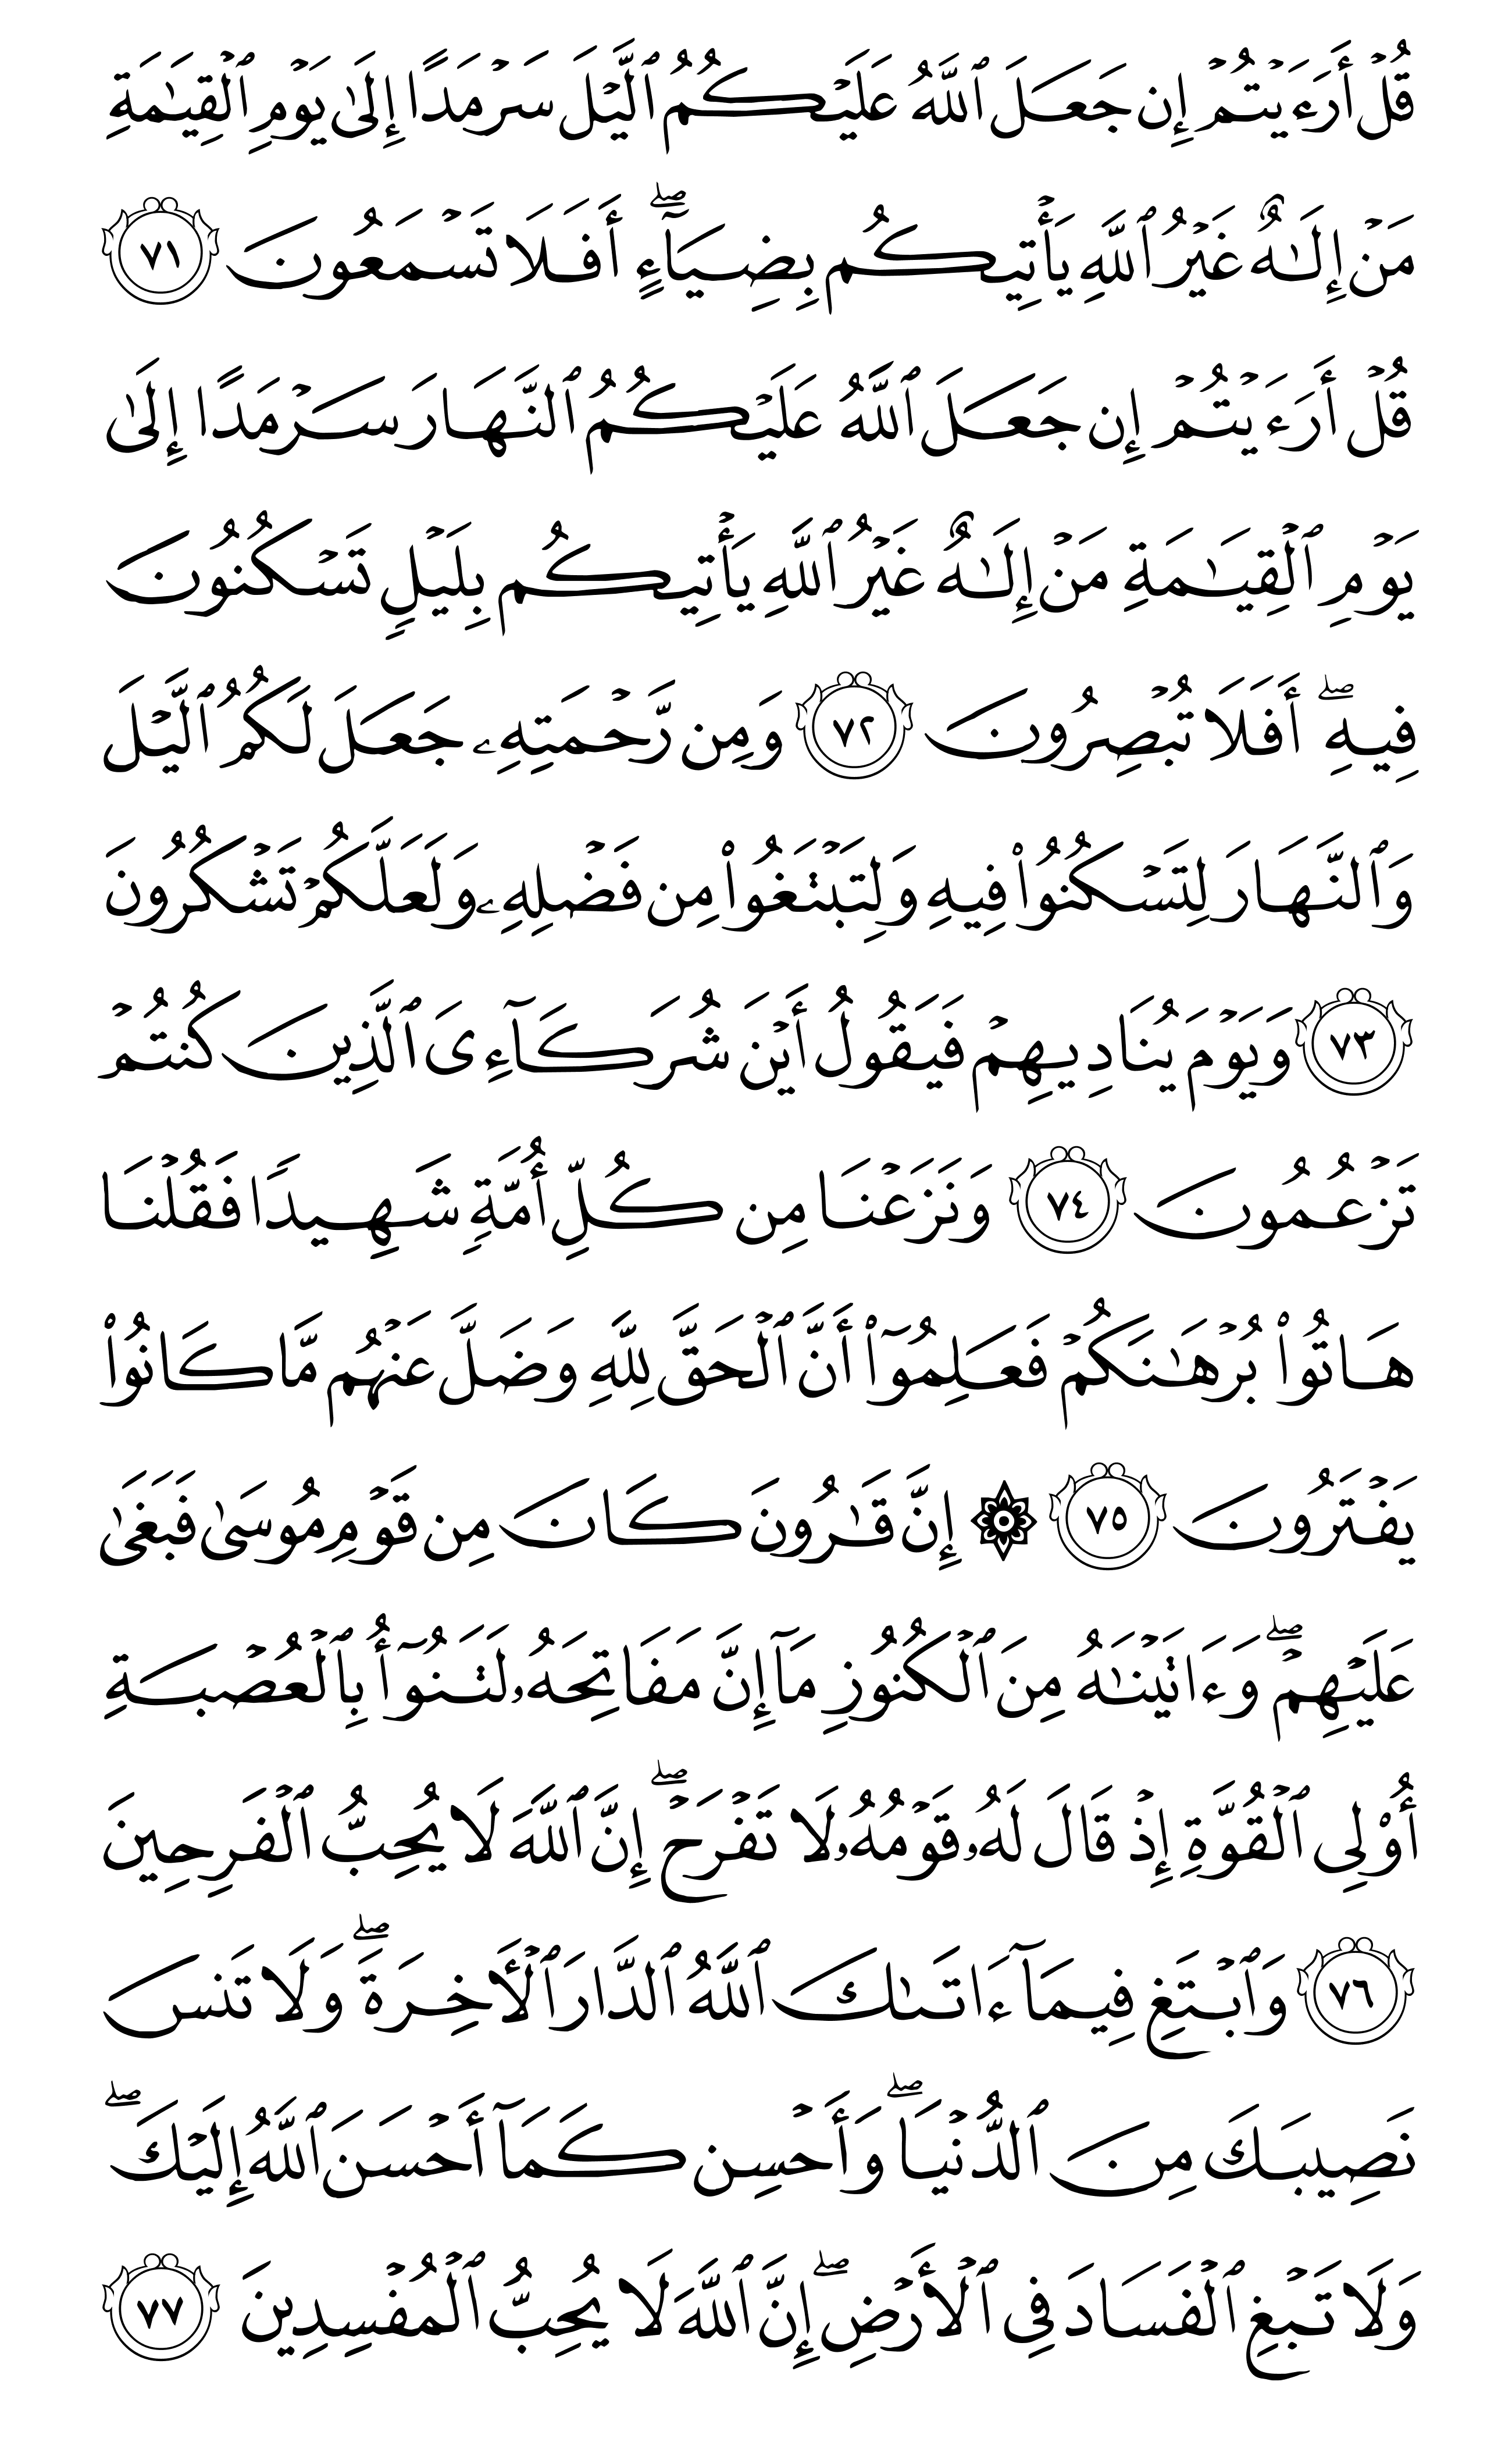 قُلۡ أَرَءَيۡتُمۡ إِن جَعَلَ ٱللَّهُ عَلَيۡكُمُ ٱلَّيۡلَ سَرۡمَدًا إِلَىٰ يَوۡمِ ٱلۡقِيَٰمَةِ
مَنۡ إِلَٰهٌ غَيۡرُ ٱللَّهِ يَأۡتِيكُم بِضِيَآءٍۖ أَفَلَا تَسۡمَعُونَ ٧١
قُلۡ أَرَءَيۡتُمۡ إِن جَعَلَ ٱللَّهُ عَلَيۡكُمُ ٱلنَّهَارَ سَرۡمَدًا إِلَىٰ
يَوۡمِ ٱلۡقِيَٰمَةِ مَنۡ إِلَٰهٌ غَيۡرُ ٱللَّهِ يَأۡتِيكُم بِلَيۡلٍ تَسۡكُنُونَ
فِيهِۖ أَفَلَا تُبۡصِرُونَ ٧٢ وَمِن رَّحۡمَتِهِۦ جَعَلَ لَكُمُ ٱلَّيۡلَ
وَٱلنَّهَارَ لِتَسۡكُنُواْ فِيهِ وَلِتَبۡتَغُواْ مِن فَضۡلِهِۦ وَلَعَلَّكُمۡ تَشۡكُرُونَ
٧٣ وَيَوۡمَ يُنَادِيهِمۡ فَيَقُولُ أَيۡنَ شُرَكَآءِيَ ٱلَّذِينَ كُنتُمۡ
تَزۡعُمُونَ ٧٤ وَنَزَعۡنَا مِن كُلِّ أُمَّةٍ شَهِيدًا فَقُلۡنَا
هَاتُواْ بُرۡهَٰنَكُمۡ فَعَلِمُوٓاْ أَنَّ ٱلۡحَقَّ لِلَّهِ وَضَلَّ عَنۡهُم مَّا كَانُواْ
يَفۡتَرُونَ ٧٥ ۞ إِنَّ قَٰرُونَ كَانَ مِن قَوۡمِ مُوسَىٰ فَبَغَىٰ
عَلَيۡهِمۡۖ وَءَاتَيۡنَٰهُ مِنَ ٱلۡكُنُوزِ مَآ إِنَّ مَفَاتِحَهُۥ لَتَنُوٓأُ بِٱلۡعُصۡبَةِ
أُوْلِي ٱلۡقُوَّةِ إِذۡ قَالَ لَهُۥ قَوۡمُهُۥ لَا تَفۡرَحۡۖ إِنَّ ٱللَّهَ لَا يُحِبُّ ٱلۡفَرِحِينَ
٧٦ وَٱبۡتَغِ فِيمَآ ءَاتَىٰكَ ٱللَّهُ ٱلدَّارَ ٱلۡأٓخِرَةَۖ وَلَا تَنسَ
نَصِيبَكَ مِنَ ٱلدُّنۡيَاۖ وَأَحۡسِن كَمَآ أَحۡسَنَ ٱللَّهُ إِلَيۡكَۖ
وَلَا تَبۡغِ ٱلۡفَسَادَ فِي ٱلۡأَرۡضِۖ إِنَّ ٱللَّهَ لَا يُحِبُّ ٱلۡمُفۡسِدِينَ ٧٧